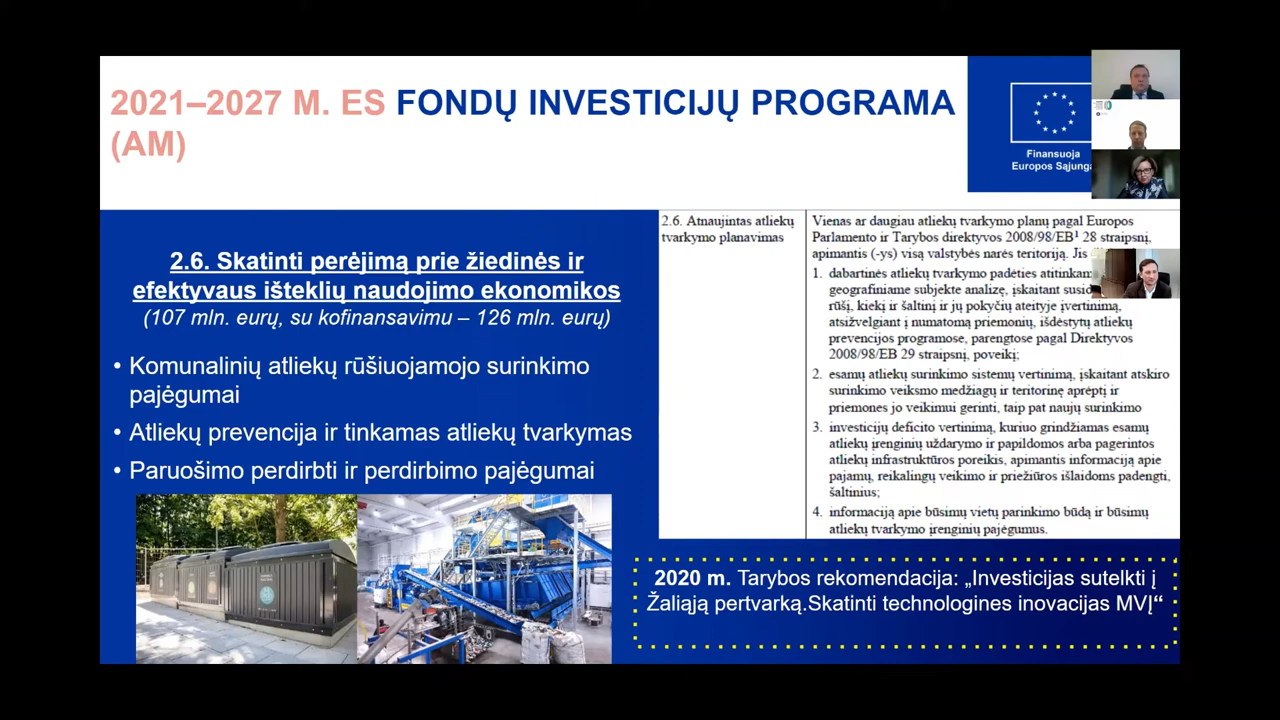 2021–2027 M. ES FONDŲ INVESTICIJŲ PROGRAMA
(AM)
Finansuoja
Europos Sąjunga
2.6. Skatinti perėjimą prie žiedinės ir
efektyvaus išteklių naudojimo ekonomikos
(107 mln. eurų, su kofinansavimu – 126 mln. eurų)
• Komunalinių atliekų rūšiuojamojo surinkimo
pajėgumai
• Atliekų prevencija ir tinkamas atliekų tvarkymas
• Paruošimo perdirbti ir perdirbimo pajėgumai
2.6. Atnaujintas atliekų
tvarkymo planavimas
Vienas ar daugiau atliekų tvarkymo planų pagal Europos
Parlamento ir Tarybos direktyvos 2008/98/EB¹ 28 straipsnį,
apimantis (-ys) visą valstybės narės teritoriją. Jis
1. dabartinės atliekų tvarkymo padėties atitinkam
geografiniame subjekte analizę, įskaitant susid
rūšį, kiekį ir šaltinį ir jų pokyčių ateityje įvertinimą,
atsižvelgiant į numatomą priemonių, išdėstytų atliekų
prevencijos programose, parengtose pagal Direktyvos
2008/98/EB 29 straipsnį, poveikį;
2. esamų atliekų surinkimo sistemų vertinimą, įskaitant atskiro
surinkimo veiksmo medžiagų ir teritorinę aprėptį ir
priemones jo veikimui gerinti, taip pat naujų surinkimo
3. investicijų deficito vertinimą, kuriuo grindžiamas esamų
atliekų įrenginių uždarymo ir papildomos arba pagerintos
atliekų infrastruktūros poreikis, apimantis informaciją apie
pajamų, reikalingų veikimo ir priežiūros išlaidoms padengti,
šaltinius;
4. informaciją apie būsimų vietų parinkimo būdą ir būsimų
atliekų tvarkymo įrenginių pajėgumus.
2020 m. Tarybos rekomendacija: „Investicijas sutelkti į
Žaliąją pertvarką.Skatinti technologines inovacijas MVĮ“